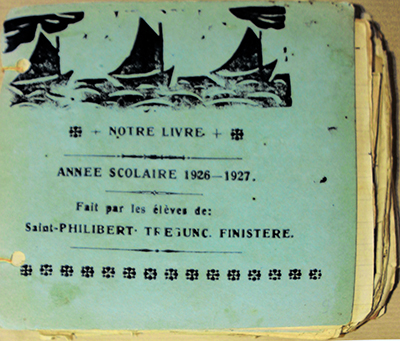 NOTRE LIVRE
ANNEE SCOLAIRE 1926—1927.
Fait par les élèves de:
Saint-PHILIBERT- TREGUNC. FINISTERE.